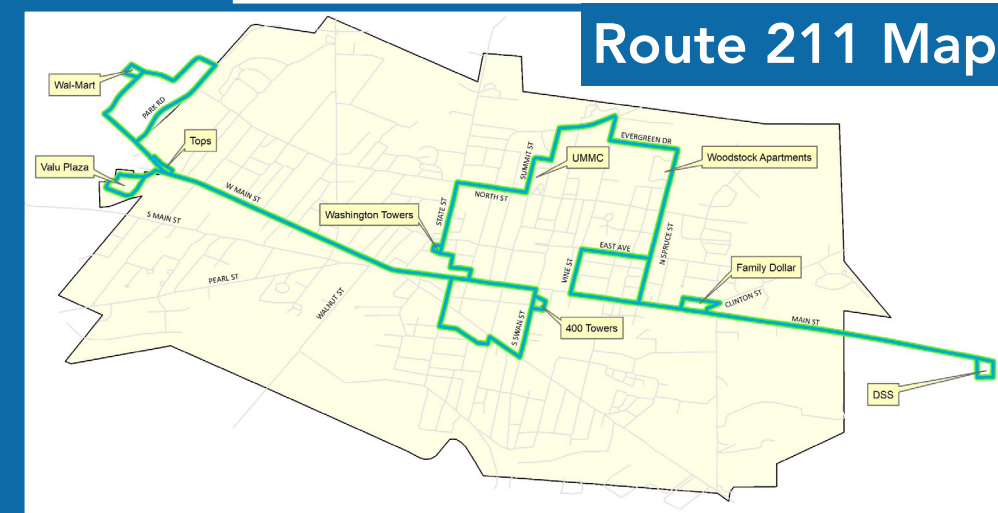 Route 211 Map
Wal-Mart
PARK RD
Tops
Valu Plaza
W MAIN ST
S MAIN ST
PEARL ST
WALNUT ST
Washington Towers
STATE ST
NORTH ST
SUMMIT ST
UMMC
EVERGREEN DR
Woodstock Apartments
N SPRUCE ST
EAST AVE
VINE ST
Family Dollar
CLINTON ST
MAIN ST
400 Towers
S SWAN ST
DSS